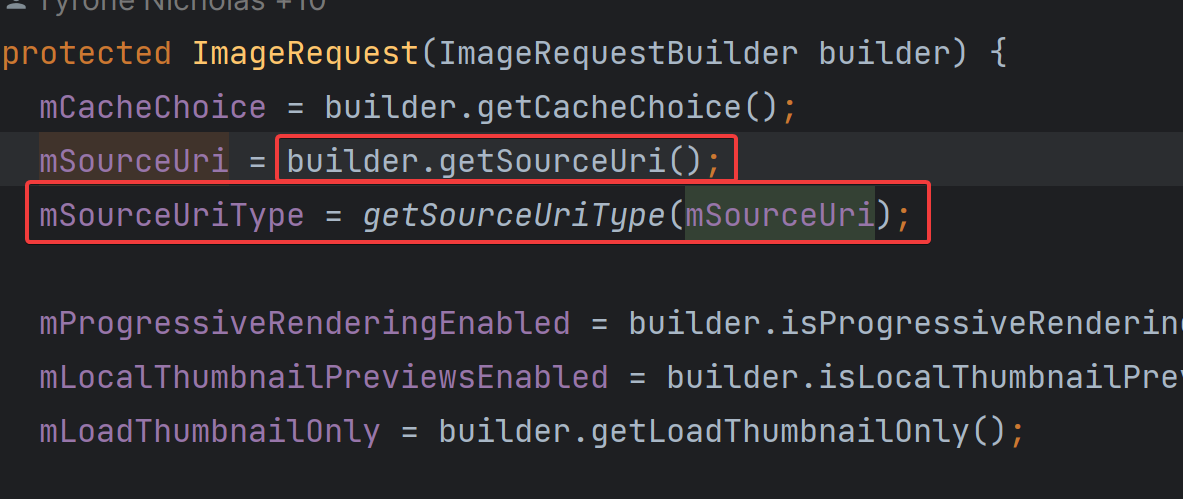 Tyrone Nicholas +10
protected ImageRequest(ImageRequestBuilder builder) {
mCacheChoice = builder.getCacheChoice();
mSourceUri = builder.getSourceUri();
mSourceUriType = getSourceUriType(mSourceUri);
mProgressiveRenderingEnabled = builder.isProgressiveRendering
mLocalThumbnailPreviewsEnabled = builder.isLocalThumbnailPrev
mLoadThumbnailOnly = builder.getLoadThumbnailOnly();